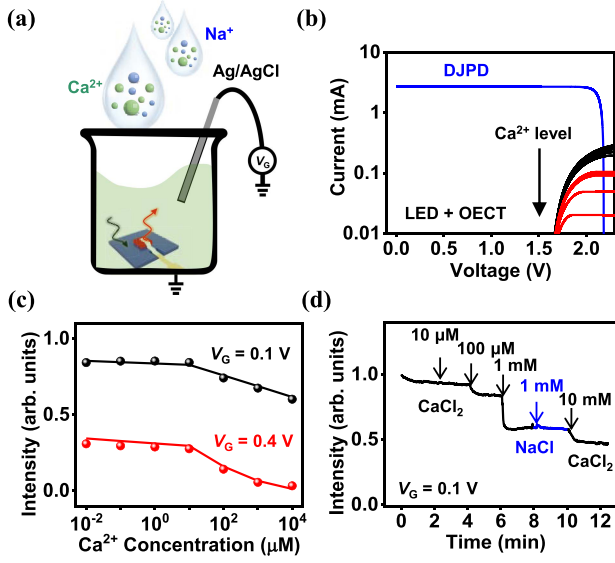 (a)
Na⁺
Ca²⁺
Ag/AgCl
V_G
(b)
Current (mA)
10
1
0.1
0.01
DJPD
Ca²⁺ level
LED + OECT
0.0 0.5 1.0 1.5 2.0
Voltage (V)
(c)
Intensity (arb. units)
1.0
0.5
0.0
V_G = 0.1 V
V_G = 0.4 V
10⁻² 10⁰ 10² 10⁴
Ca²⁺ Concentration (μM)
(d)
Intensity (arb. units)
1.0
0.5
0.0
10 μM
100 μM
1 mM
1 mM
10 mM
CaCl₂
NaCl
CaCl₂
V_G = 0.1 V
0 2 4 6 8 10 12
Time (min)